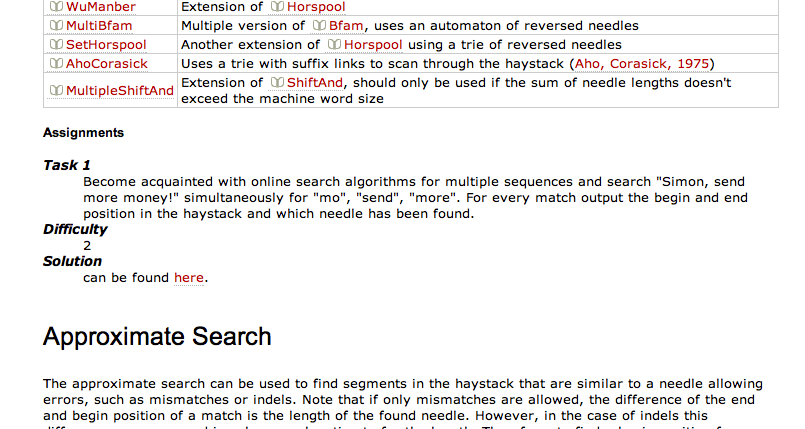 WuManber Extension of Horspool
MultiBfam Multiple version of Bfam, uses an automaton of reversed needles
SetHorspool Another extension of Horspool using a trie of reversed needles
AhoCorasick Uses a trie with suffix links to scan through the haystack (Aho, Corasick, 1975)
MultipleShiftAnd Extension of ShiftAnd, should only be used if the sum of needle lengths doesn't
exceed the machine word size
Assignments
Task 1
Become acquainted with online search algorithms for multiple sequences and search "Simon, send
more money!" simultaneously for "mo", "send", "more". For every match output the begin and end
position in the haystack and which needle has been found.
Difficulty
2
Solution
can be found here.
Approximate Search
The approximate search can be used to find segments in the haystack that are similar to a needle allowing
errors, such as mismatches or indels. Note that if only mismatches are allowed, the difference of the end
and begin position of a match is the length of the found needle. However, in the case of indels this